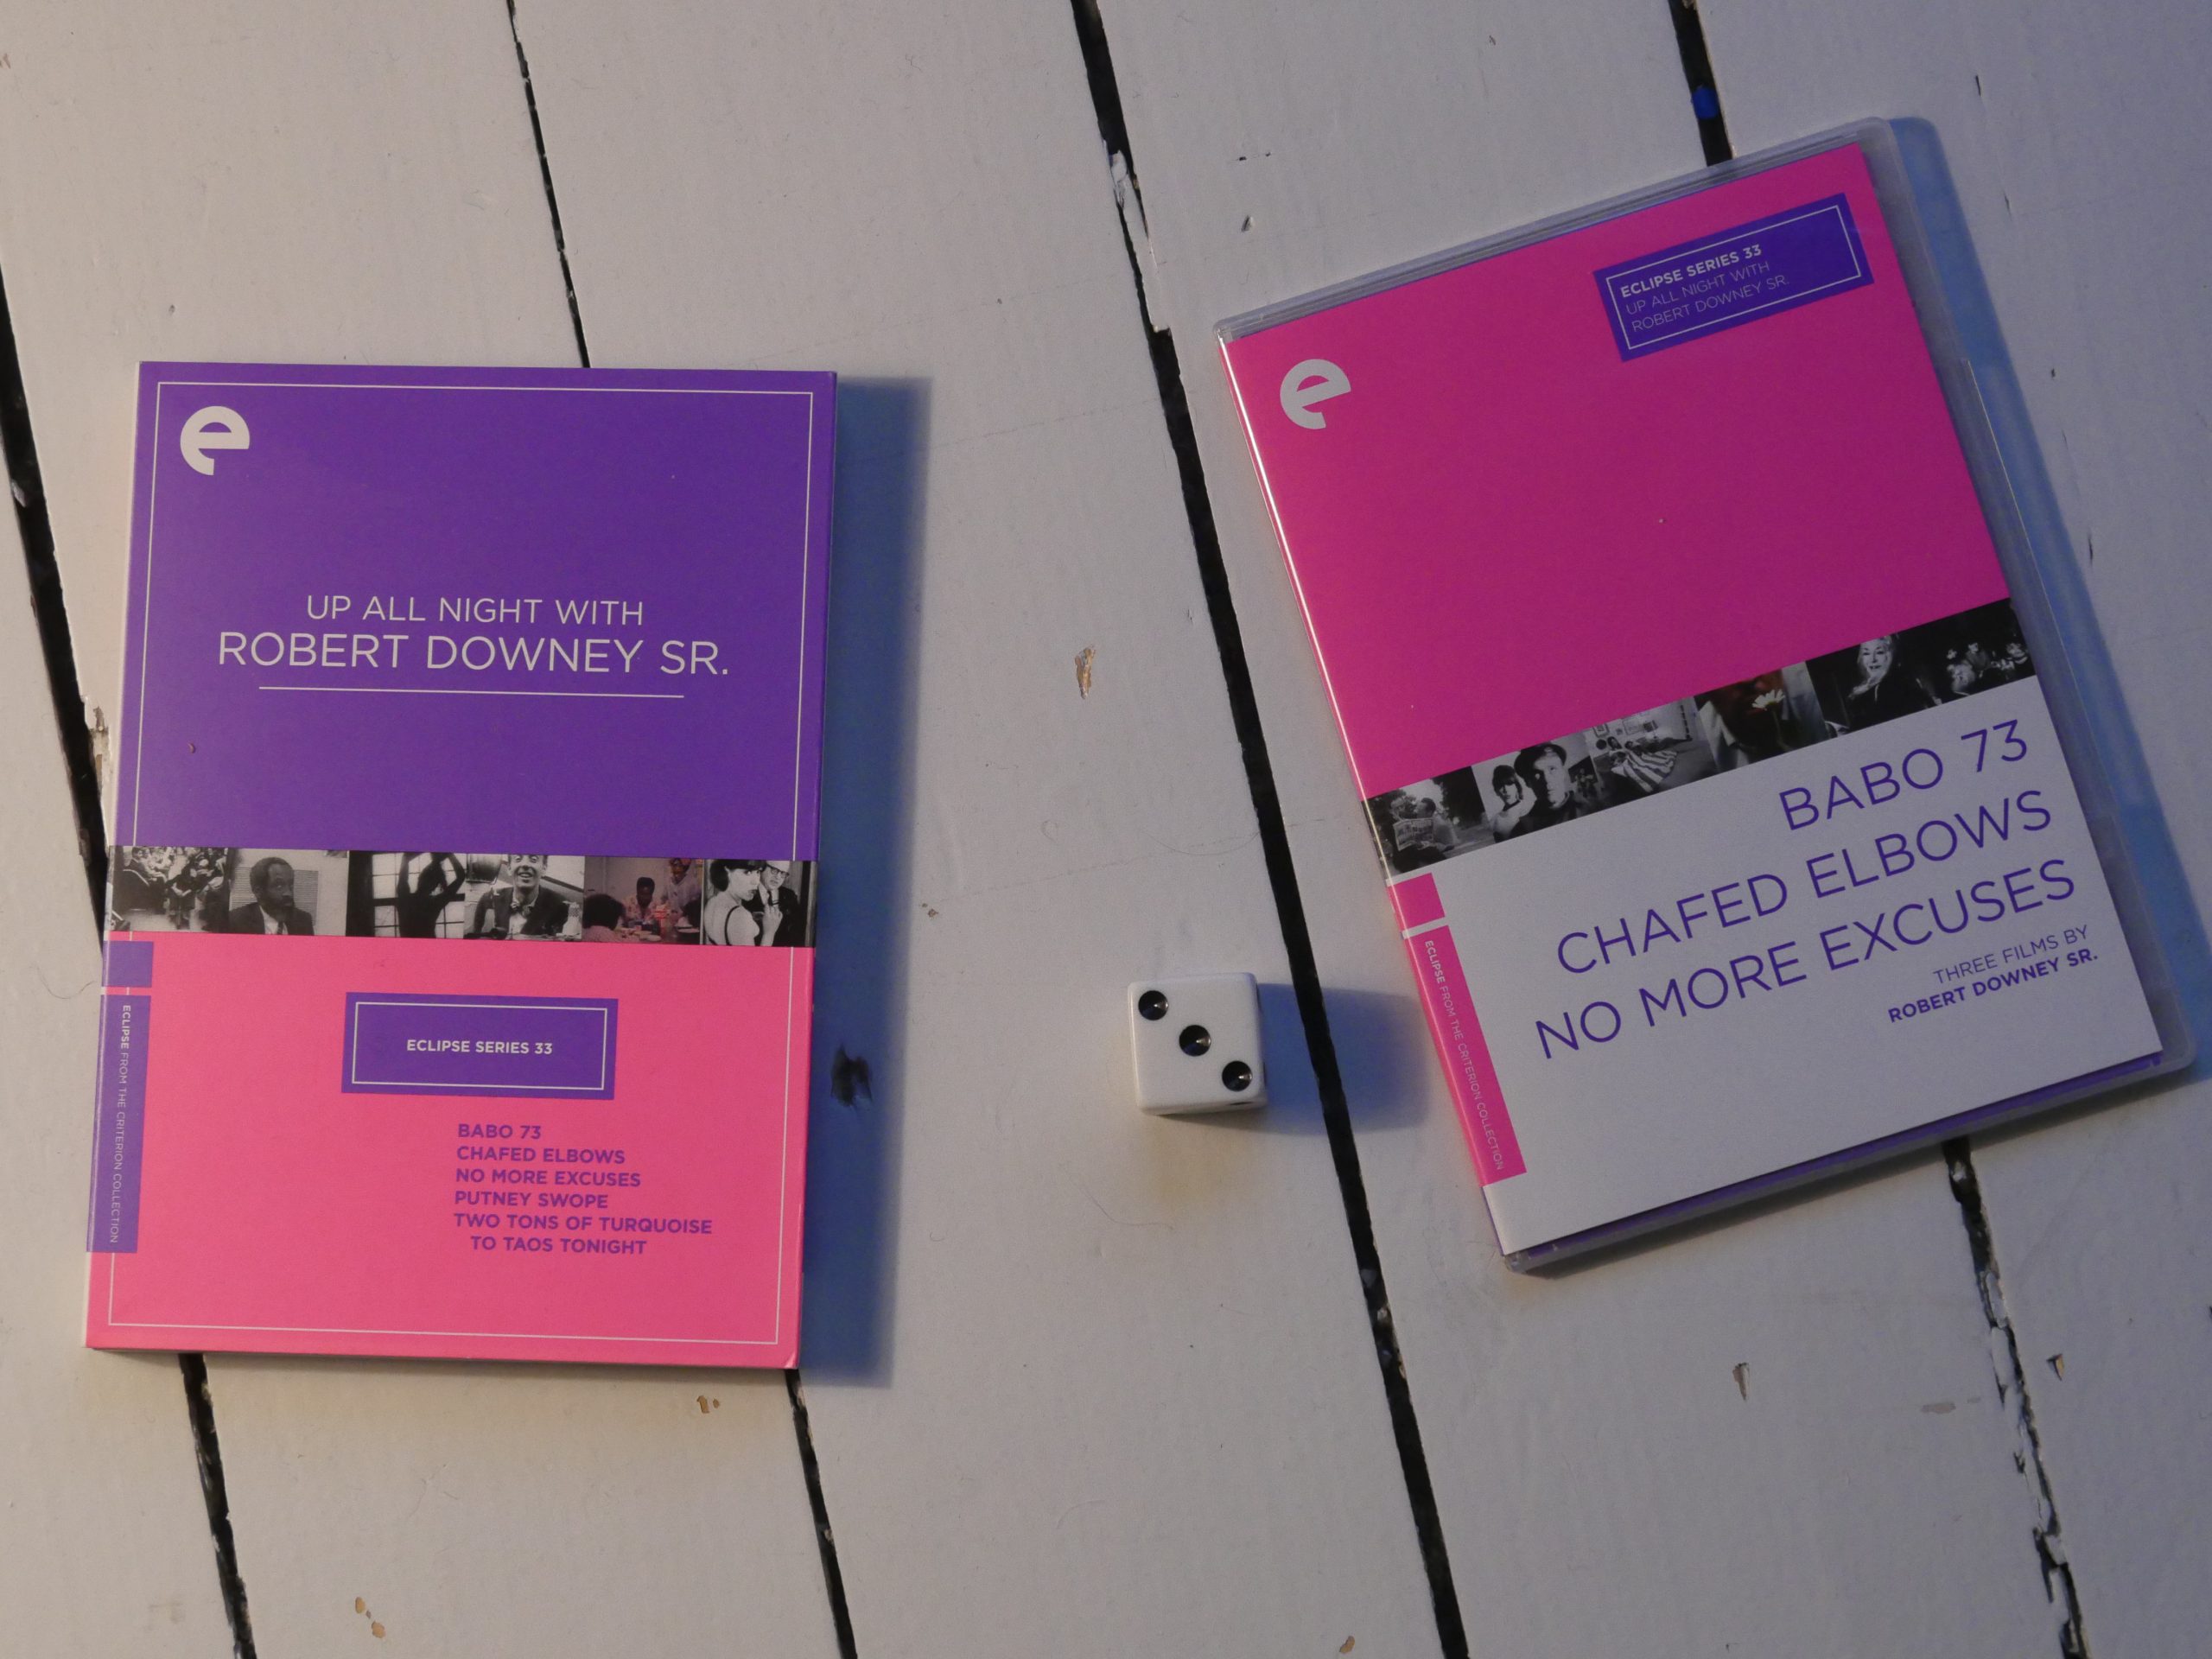 e
UP ALL NIGHT WITH
ROBERT DOWNEY SR.
ECLIPSE FROM THE CRITERION COLLECTION
ECLIPSE SERIES 33
BABO 73
CHAFED ELBOWS
NO MORE EXCUSES
PUTNEY SWOPE
TWO TONS OF TURQUOISE
TO TAOS TONIGHT
e
ECLIPSE SERIES 33
UP ALL NIGHT WITH
ROBERT DOWNEY SR.
BABO 73
CHAFED ELBOWS
NO MORE EXCUSES
THREE FILMS BY
ROBERT DOWNEY SR.
ECLIPSE FROM THE CRITERION COLLECTION